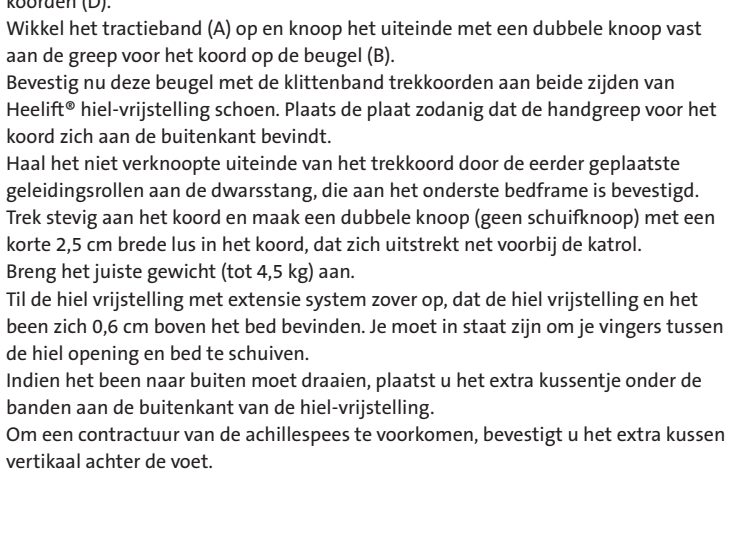 koorden (D).
Wikkel het tractieband (A) op en knoop het uiteinde met een dubbele knoop vast
aan de greep voor het koord op de beugel (B).
Bevestig nu deze beugel met de klittenband trekkoorden aan beide zijden van
Heelift® hiel-vrijstelling schoen. Plaats de plaat zodanig dat de handgreep voor het
koord zich aan de buitenkant bevindt.
Haal het niet verknoopte uiteinde van het trekkoord door de eerder geplaatste
geleidingsrollen aan de dwarsstang, die aan het onderste bedframe is bevestigd.
Trek stevig aan het koord en maak een dubbele knoop (geen schuifknoop) met een
korte 2,5 cm brede lus in het koord, dat zich uitstrekt net voorbij de katrol.
Breng het juiste gewicht (tot 4,5 kg) aan.
Til de hiel vrijstelling met extensie system zover op, dat de hiel vrijstelling en het
been zich 0,6 cm boven het bed bevinden. Je moet in staat zijn om je vingers tussen
de hiel opening en bed te schuiven.
Indien het been naar buiten moet draaien, plaatst u het extra kussentje onder de
banden aan de buitenkant van de hiel-vrijstelling.
Om een contractuur van de achillespees te voorkomen, bevestigt u het extra kussen
vertikaal achter de voet.